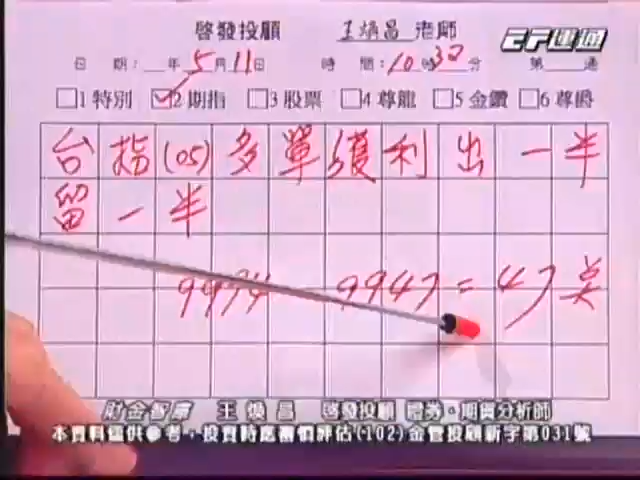 啓發投顧 王煥昌 老師
EF 運通
日期: 年 5月 11日 時間: 10時 32分 第 通
1 特別 2 期指 3 股票 4 尊龍 5 金鑽 6 尊爵
台指(05)多單獲利出一半
留一半
9947 = 47
財金智庫 王煥昌 啓發投顧 證券・期貨分析師
本資料僅供參考,投資時應審慎評估(102)金管投顧新字第031號